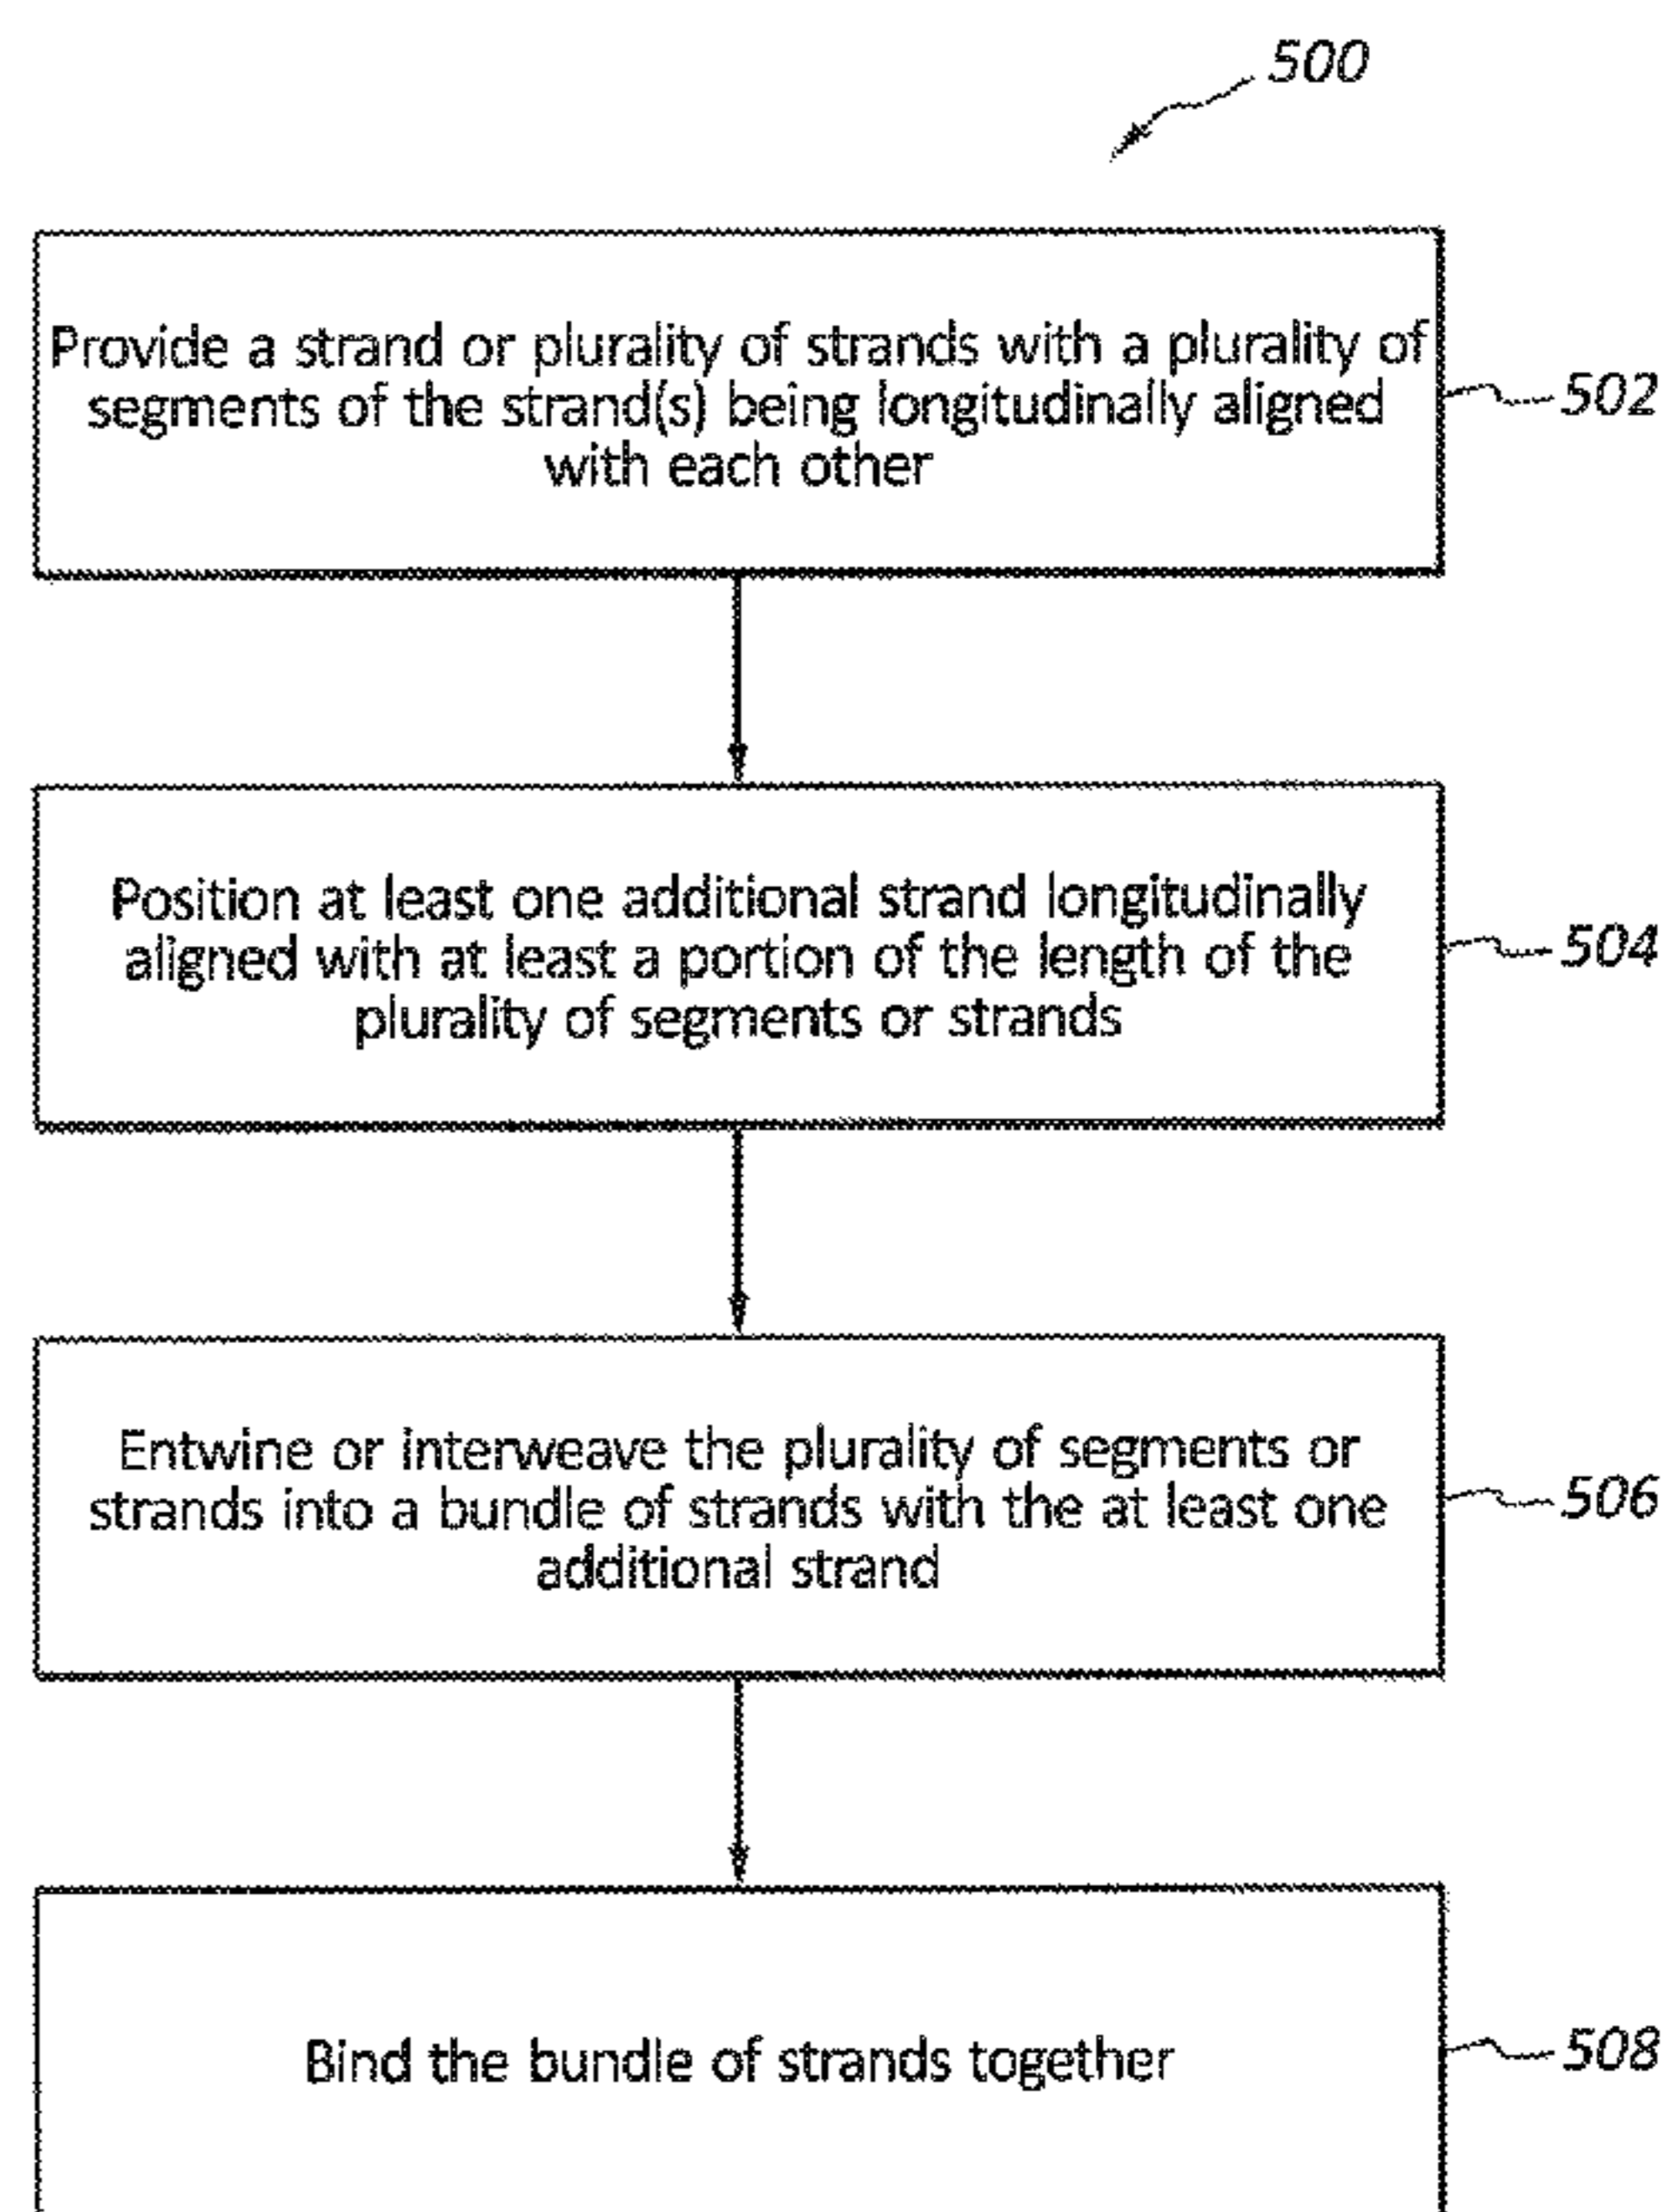 500
Provide a strand or plurality of strands with a plurality of
segments of the strand(s) being longitudinally aligned
with each other
502
Position at least one additional strand longitudinally
aligned with at least a portion of the length of the
plurality of segments or strands
504
Entwine or interweave the plurality of segments or
strands into a bundle of strands with the at least one
additional strand
506
Bind the bundle of strands together
508